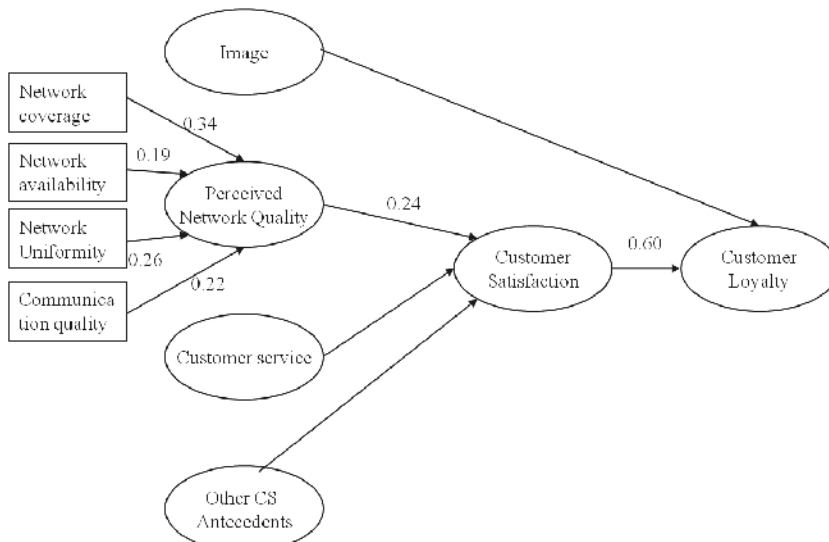 Image
Network
coverage
0.34
Network
availability
0.19
Perceived
Network Quality
0.24
Network
Uniformity
0.26
Customer
Satisfaction
0.60
Customer
Loyalty
Communica
tion quality
0.22
Customer service
Other CS
Antecedents